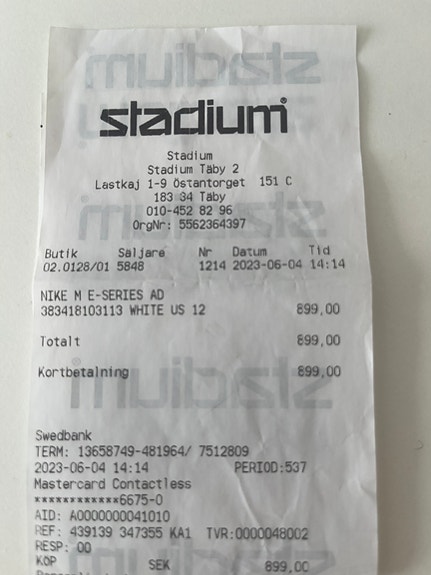 stadium
Stadium
Stadium Täby 2
Lastkaj 1-9 Östantorget 151 C
183 34 Täby
010-452 82 96
OrgNr: 5562364397
Butik Säljare Nr Datum Tid
02.0128/01 5848 1214 2023-06-04 14:14
NIKE M E-SERIES AD
383418103113 WHITE US 12 899,00
Totalt 899,00
Kortbetalning 899,00
Swedbank
TERM: 13658749-481964/ 7512809
2023-06-04 14:14 PERIOD:537
Mastercard Contactless
************6675-0
AID: A0000000041010
REF: 439139 347355 KA1 TVR:0000048002
RESP: 00
KÖP SEK 899,00